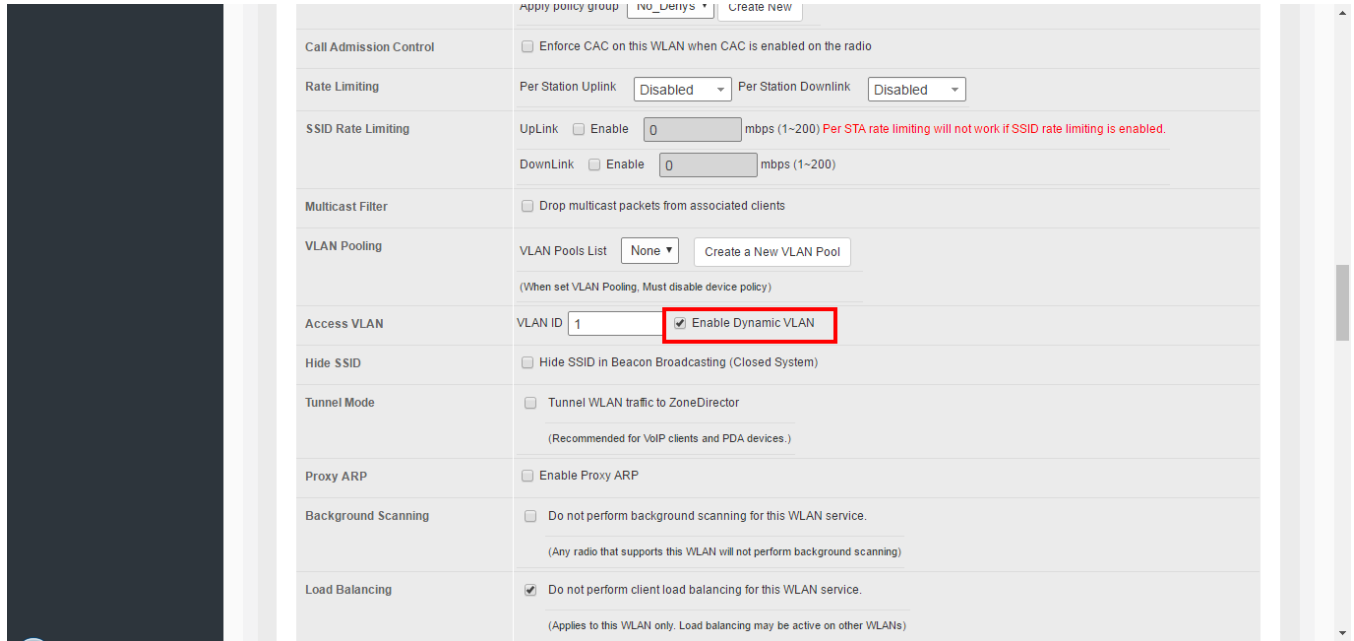 Apply policy group No_Denys Create New
Call Admission Control Enforce CAC on this WLAN when CAC is enabled on the radio
Rate Limiting Per Station Uplink Disabled Per Station Downlink Disabled
SSID Rate Limiting UpLink Enable 0 mbps (1~200) Per STA rate limiting will not work if SSID rate limiting is enabled.
DownLink Enable 0 mbps (1~200)
Multicast Filter Drop multicast packets from associated clients
VLAN Pooling VLAN Pools List None Create a New VLAN Pool
(When set VLAN Pooling, Must disable device policy)
Access VLAN VLAN ID 1 Enable Dynamic VLAN
Hide SSID Hide SSID in Beacon Broadcasting (Closed System)
Tunnel Mode Tunnel WLAN traffic to ZoneDirector
(Recommended for VoIP clients and PDA devices.)
Proxy ARP Enable Proxy ARP
Background Scanning Do not perform background scanning for this WLAN service.
(Any radio that supports this WLAN will not perform background scanning)
Load Balancing Do not perform client load balancing for this WLAN service.
(Applies to this WLAN only. Load balancing may be active on other WLANs)